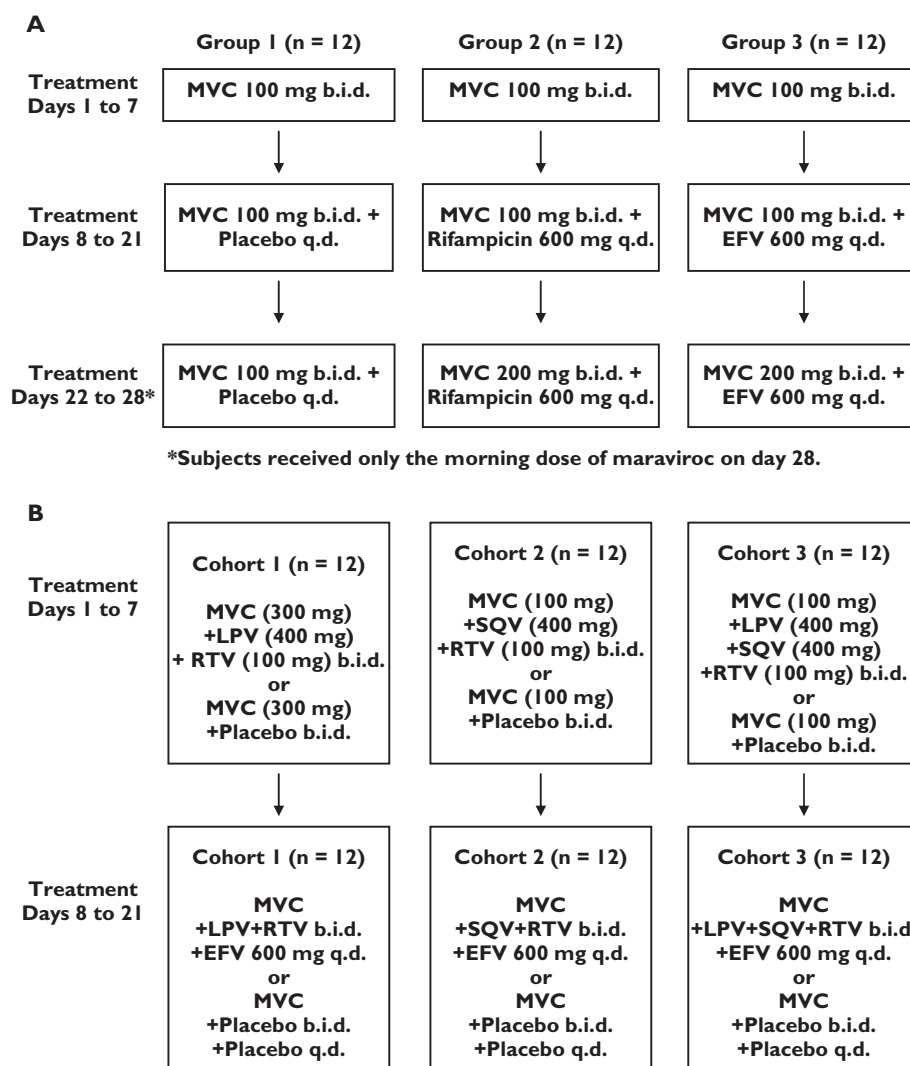 A
Group 1 (n = 12) Group 2 (n = 12) Group 3 (n = 12)
Treatment
Days 1 to 7
MVC 100 mg b.i.d. MVC 100 mg b.i.d. MVC 100 mg b.i.d.
Treatment
Days 8 to 21
MVC 100 mg b.i.d. +
Placebo q.d.
MVC 100 mg b.i.d. +
Rifampicin 600 mg q.d.
MVC 100 mg b.i.d. +
EFV 600 mg q.d.
Treatment
Days 22 to 28*
MVC 100 mg b.i.d. +
Placebo q.d.
MVC 200 mg b.i.d. +
Rifampicin 600 mg q.d.
MVC 200 mg b.i.d. +
EFV 600 mg q.d.
*Subjects received only the morning dose of maraviroc on day 28.
B
Treatment
Days 1 to 7
Cohort 1 (n = 12)
MVC (300 mg)
+LPV (400 mg)
+ RTV (100 mg) b.i.d.
or
MVC (300 mg)
+Placebo b.i.d.
Cohort 2 (n = 12)
MVC (100 mg)
+SQV (400 mg)
+RTV (100 mg) b.i.d.
or
MVC (100 mg)
+Placebo b.i.d.
Cohort 3 (n = 12)
MVC (100 mg)
+LPV (400 mg)
+SQV (400 mg)
+RTV (100 mg) b.i.d.
or
MVC (100 mg)
+Placebo b.i.d.
Treatment
Days 8 to 21
Cohort 1 (n = 12)
MVC
+LPV+RTV b.i.d.
+EFV 600 mg q.d.
or
MVC
+Placebo b.i.d.
+Placebo q.d.
Cohort 2 (n = 12)
MVC
+SQV+RTV b.i.d.
+EFV 600 mg q.d.
or
MVC
+Placebo b.i.d.
+Placebo q.d.
Cohort 3 (n = 12)
MVC
+LPV+SQV+RTV b.i.d
+EFV 600 mg q.d.
or
MVC
+Placebo b.i.d.
+Placebo q.d.